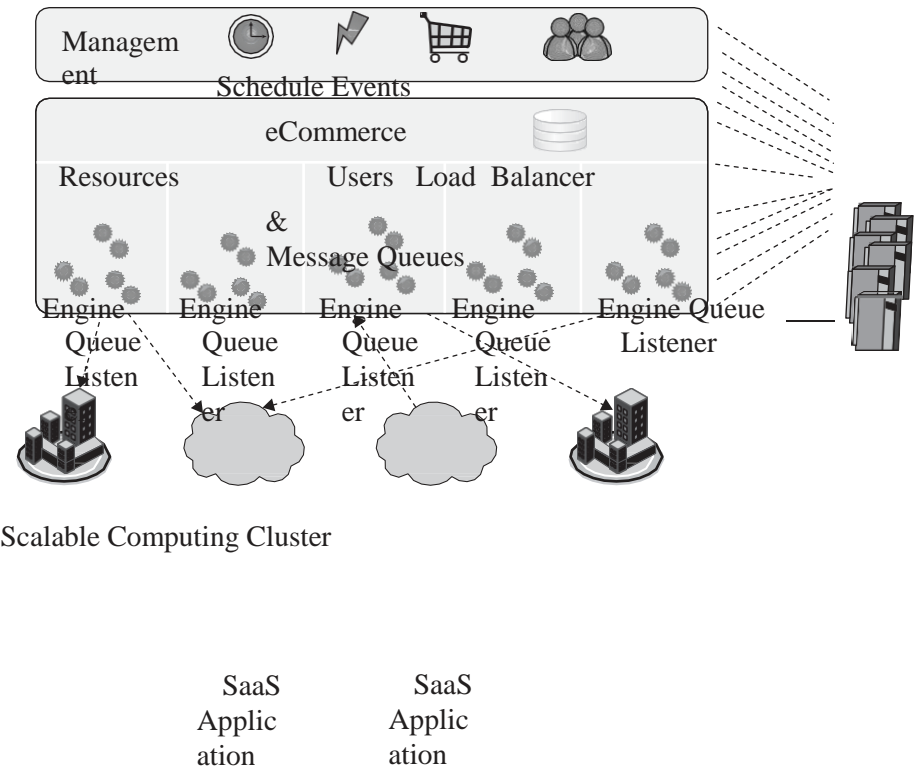 Managem
ent
Schedule Events
eCommerce
Resources Users Load Balancer
&
Message Queues
Engine Engine Engine Engine Engine Queue
Queue Queue Queue Queue Listener
Listen Listen Listen Listen
er er er
Scalable Computing Cluster
SaaS SaaS
Applic Applic
ation ation